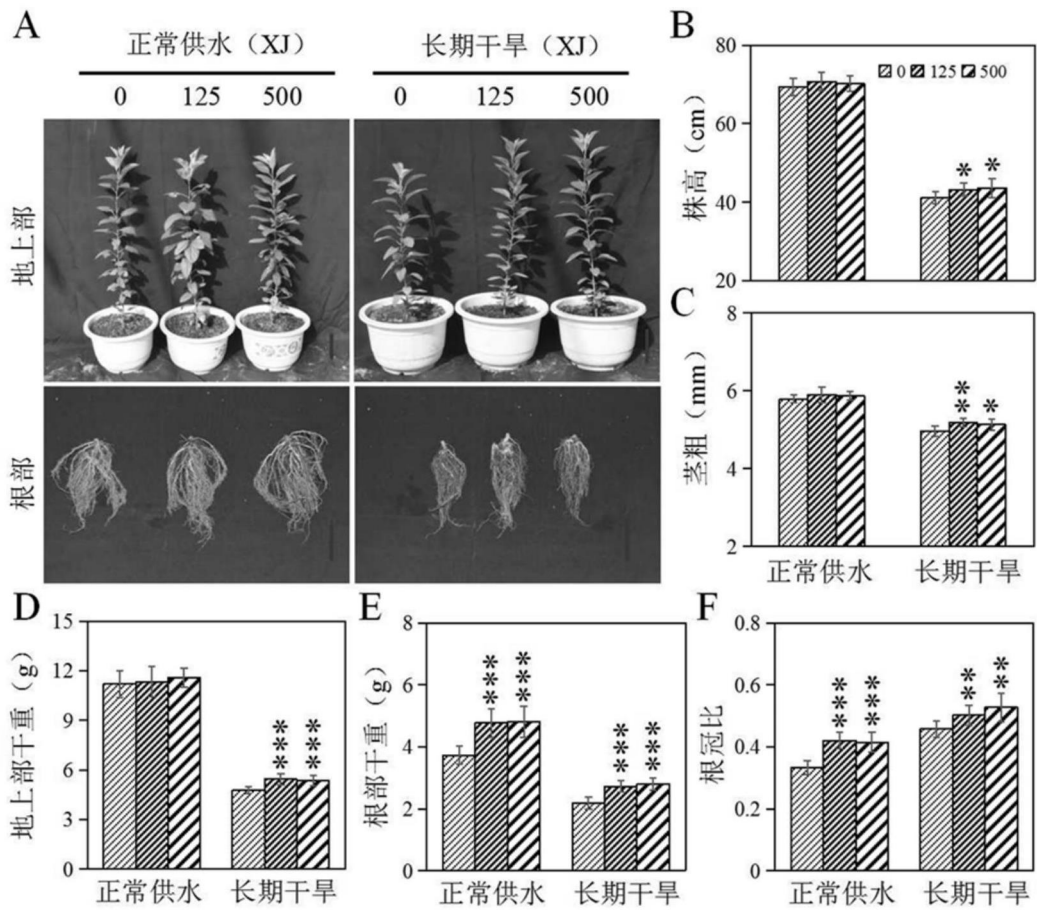 A
正常供水（XJ）
长期干旱（XJ）
0 125 500
0 125 500
地上部
根部
B
株高（cm）
80
60
40
20
0 125 500
* *
C
茎粗（mm）
8
6
4
2
** *
正常供水 长期干旱
D
地上部干重（g）
15
12
9
6
3
0
*** ***
正常供水 长期干旱
E
根部干重（g）
8
6
4
2
0
*** ***
*** ***
正常供水 长期干旱
F
根冠比
0.8
0.6
0.4
0.2
0
*** ***
** **
正常供水 长期干旱